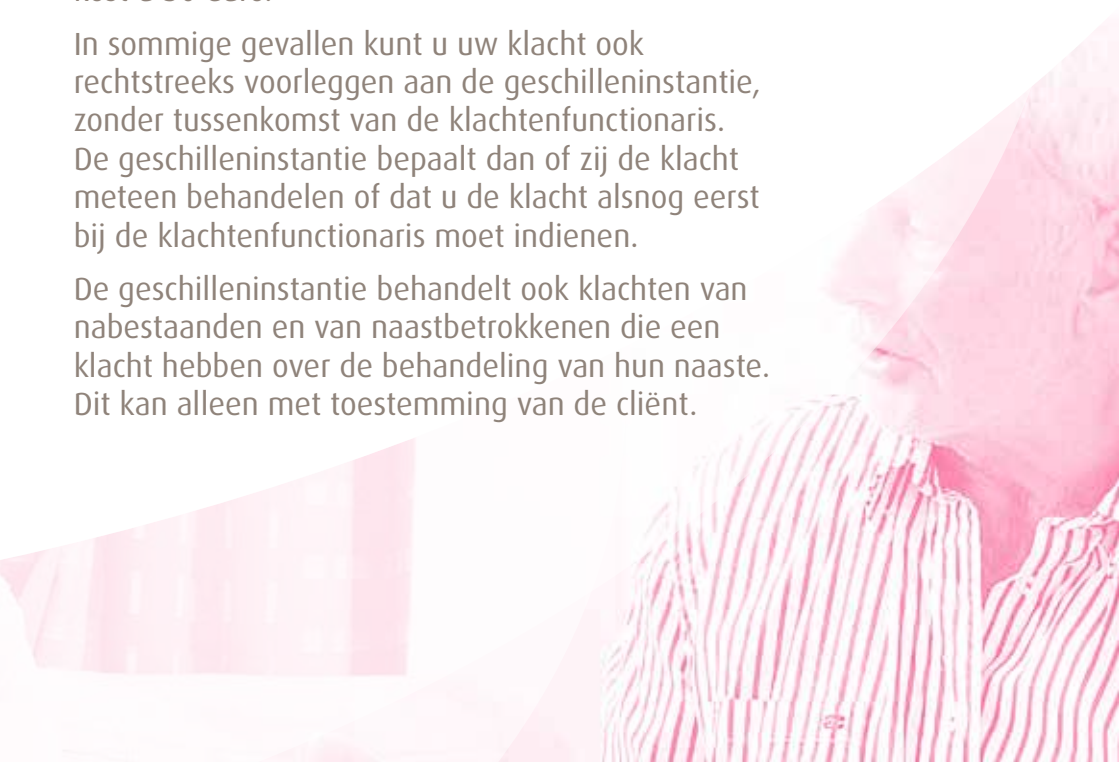 In sommige gevallen kunt u uw klacht ook
rechtstreeks voorleggen aan de geschilleninstantie,
zonder tussenkomst van de klachtenfunctionaris.
De geschilleninstantie bepaalt dan of zij de klacht
meteen behandelen of dat u de klacht alsnog eerst
bij de klachtenfunctionaris moet indienen.
De geschilleninstantie behandelt ook klachten van
nabestaanden en van naastbetrokkenen die een
klacht hebben over de behandeling van hun naaste.
Dit kan alleen met toestemming van de cliënt.